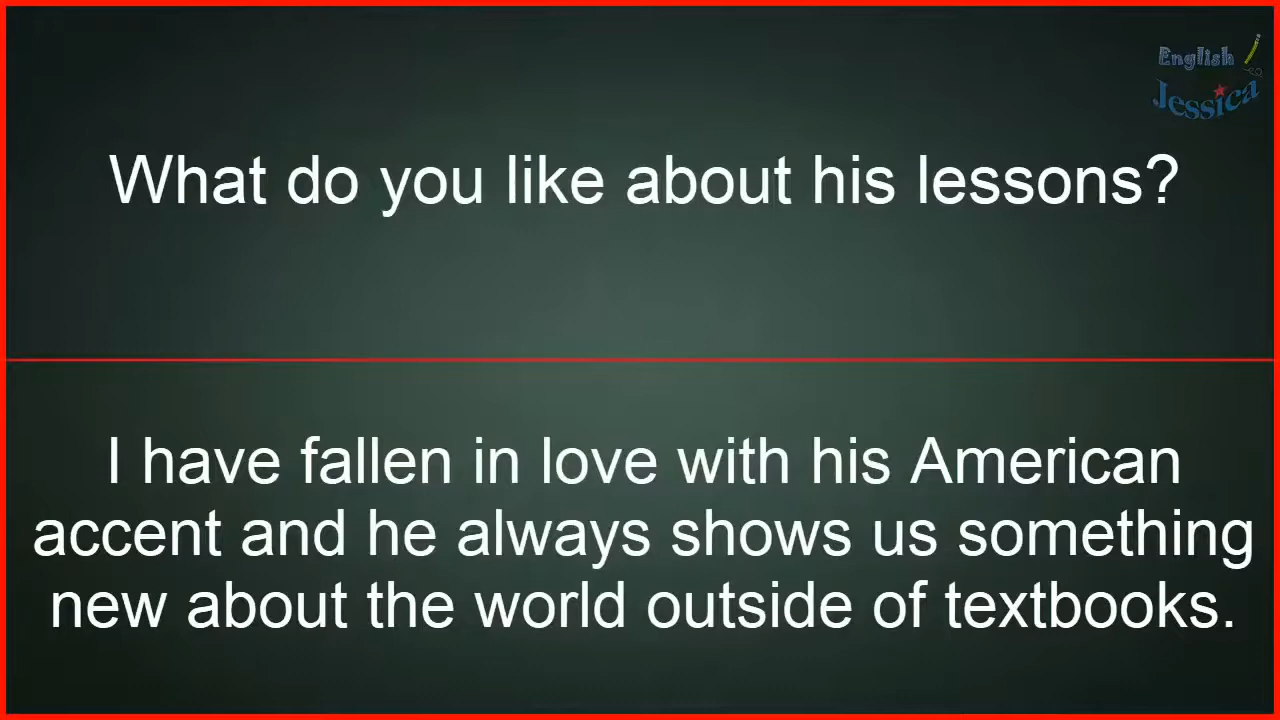 English
Jessica
What do you like about his lessons?
I have fallen in love with his American
accent and he always shows us something
new about the world outside of textbooks.